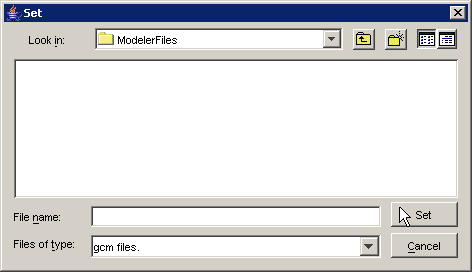 Set
Look in: ModelerFiles
File name: Set
Files of type: gcm files. Cancel